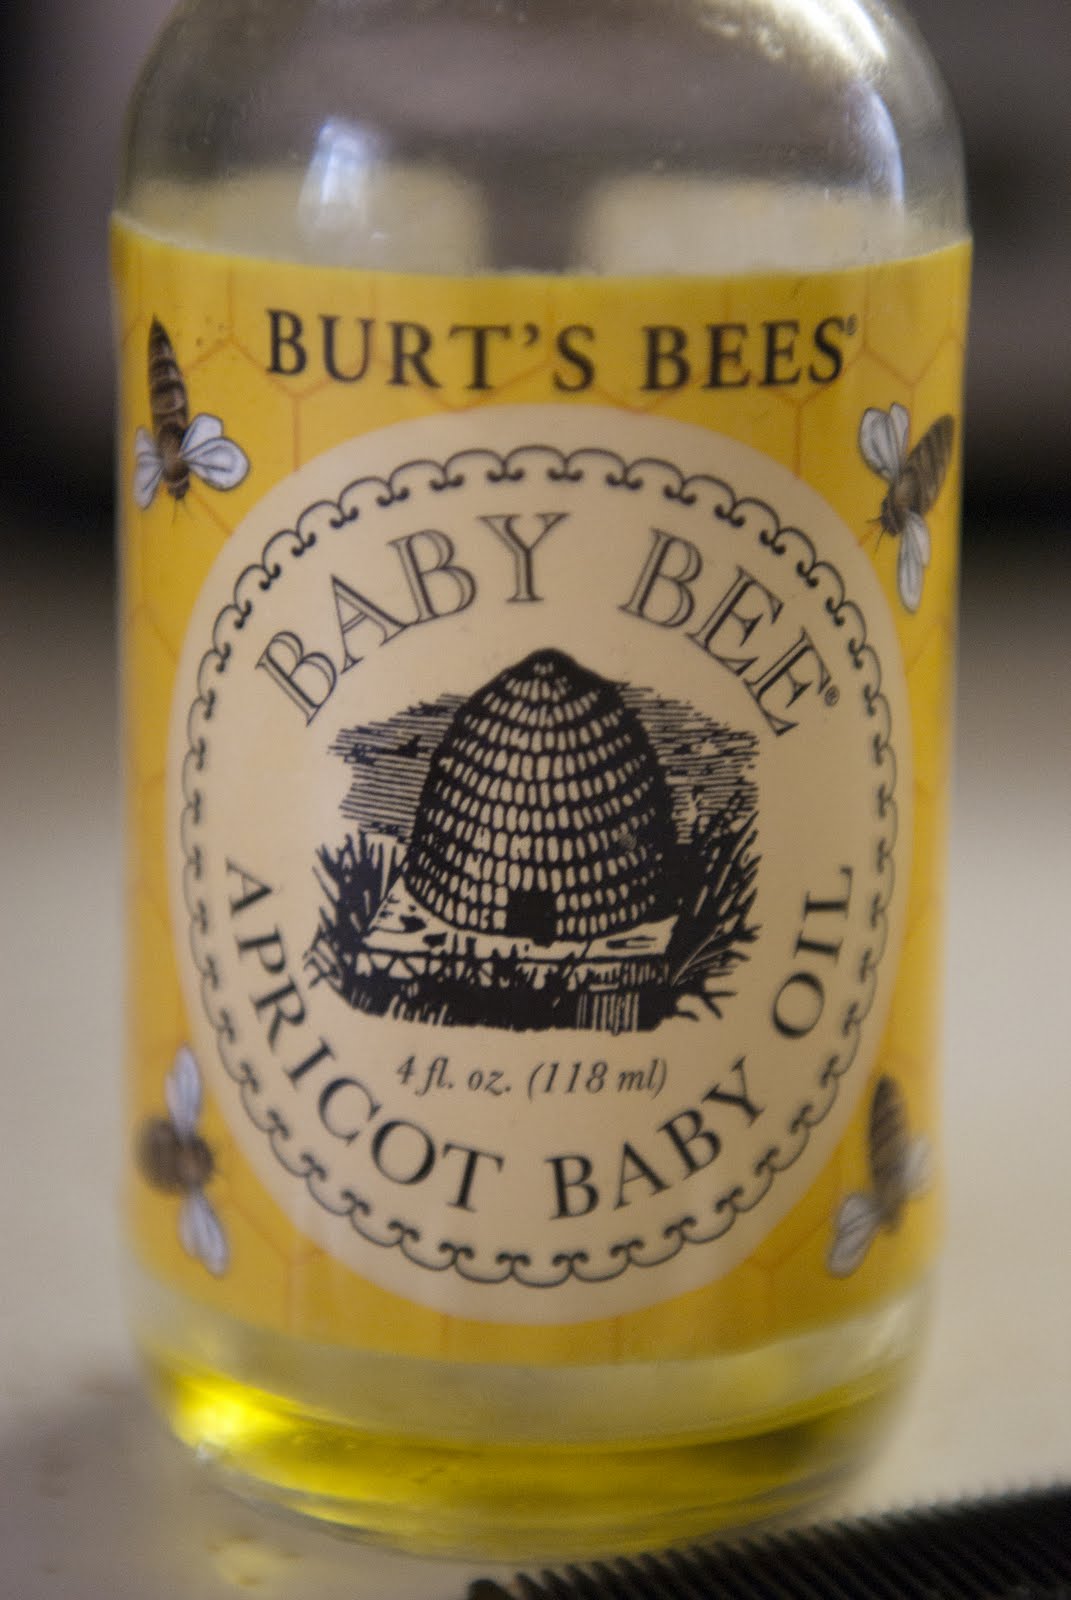 BURT'S BEES®
BABY BEE®
4 fl. oz. (118 ml)
APRICOT BABY OIL